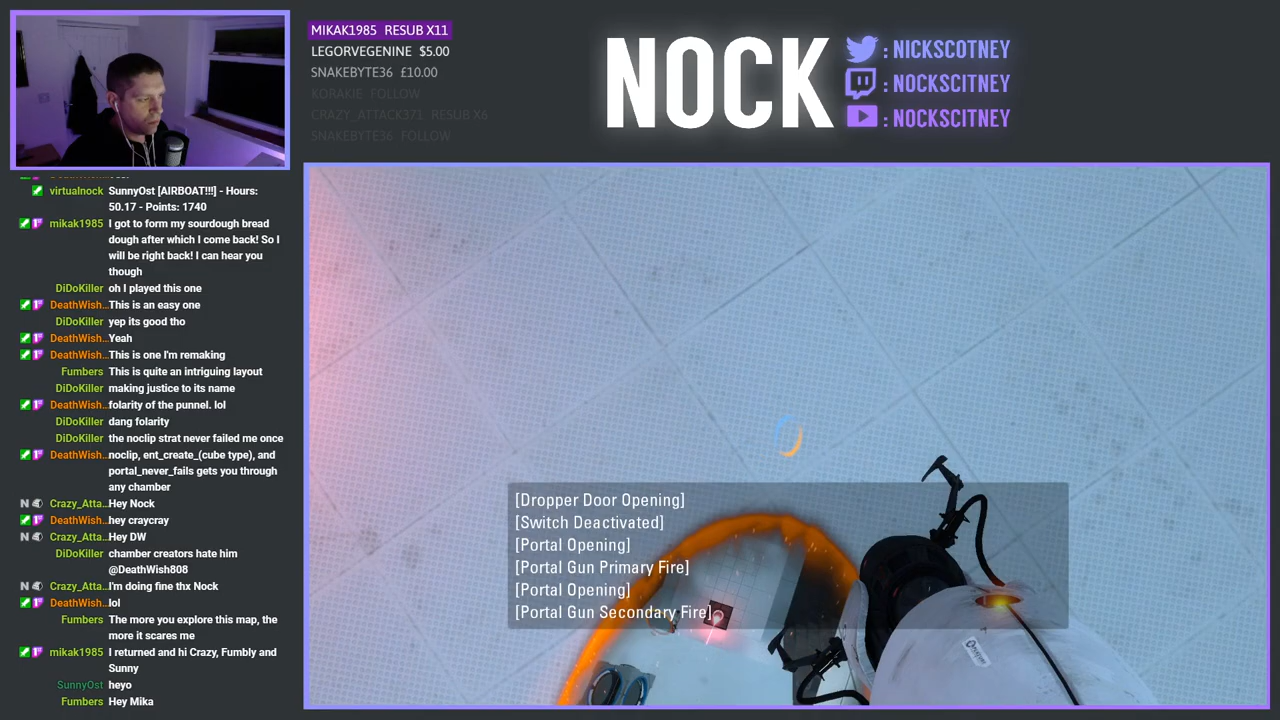 MIKAK1985 RESUB X11
LEGORVEGENINE $5.00
SNAKEBYTE36 £10.00
KORAKIE FOLLOW
CRAZY_ATTACK371 RESUB X6
SNAKEBYTE36 FOLLOW
NOCK
: NICKSCOTNEY
: NOCKSCITNEY
: NOCKSCITNEY
virtualnock SunnyOst [AIRBOAT!!!] - Hours:
50.17 - Points: 1740
mikak1985 I got to form my sourdough bread
dough after which I come back! So I
will be right back! I can hear you
though
DiDoKiller oh I played this one
DeathWish... This is an easy one
DiDoKiller yep its good tho
DeathWish... Yeah
DeathWish... This is one I'm remaking
Fumbers This is quite an intriguing layout
DiDoKiller making justice to its name
DeathWish... folarity of the punnel. lol
DiDoKiller dang folarity
DiDoKiller the noclip strat never failed me once
DeathWish... noclip, ent_create_(cube type), and
portal_never_fails gets you through
any chamber
Crazy_Atta... Hey Nock
DeathWish... hey craycray
Crazy_Atta... Hey DW
DiDoKiller chamber creators hate him
@DeathWish808
Crazy_Atta... I'm doing fine thx Nock
DeathWish... lol
Fumbers The more you explore this map, the
more it scares me
mikak1985 I returned and hi Crazy, Fumbly and
Sunny
SunnyOst heyo
Fumbers Hey Mika
[Dropper Door Opening]
[Switch Deactivated]
[Portal Opening]
[Portal Gun Primary Fire]
[Portal Opening]
[Portal Gun Secondary Fire]